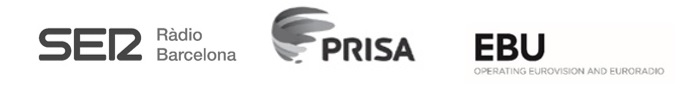 SER Ràdio
Barcelona
PRISA
EBU
OPERATING EUROVISION AND EURORADIO